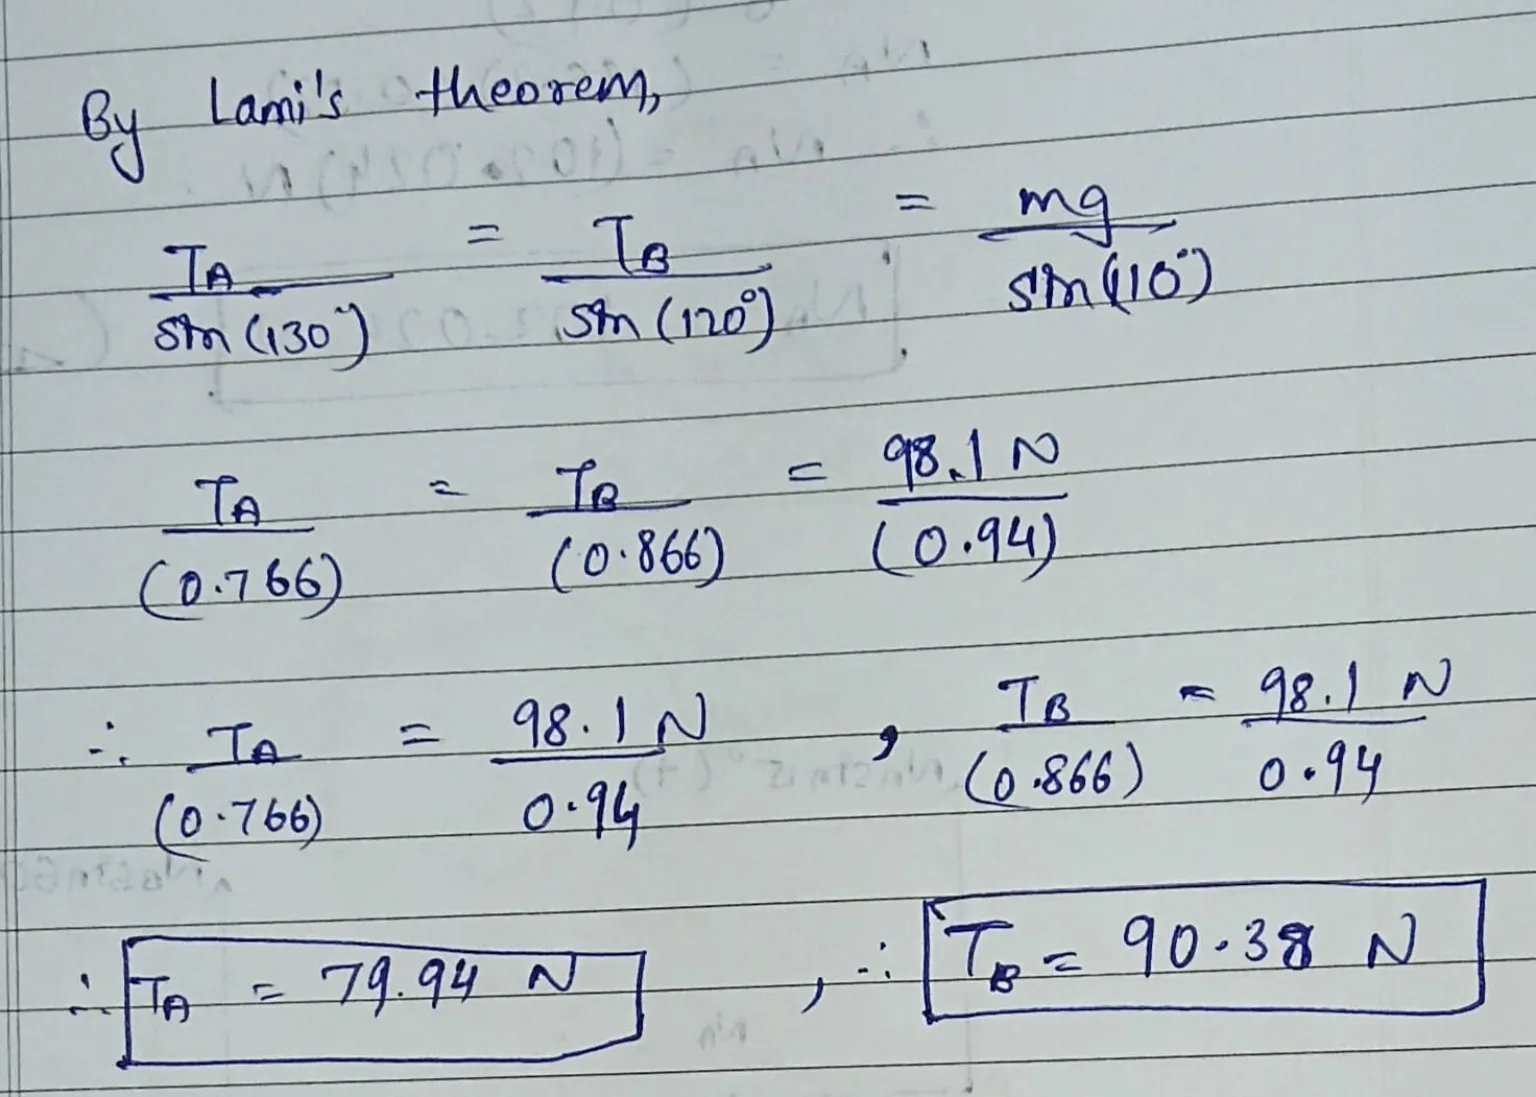 By Lami's theorem,
TA / sin(130°) = TB / sin(120°) = mg / sin(110°)
TA / (0.766) = TB / (0.866) = 98.1 N / (0.94)
∴ TA / (0.766) = 98.1 N / 0.94 , TB / (0.866) = 98.1 N / 0.94
∴ TA = 79.94 N , ∴ TB = 90.38 N